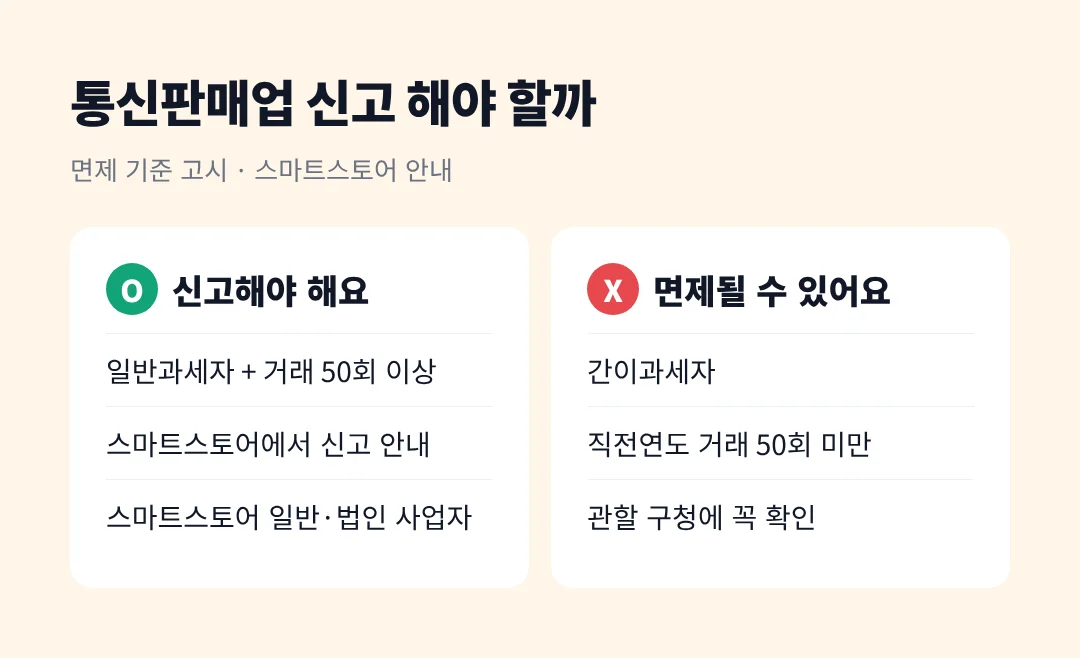 통신판매업 신고 해야 할까
면제 기준 고시 · 스마트스토어 안내
O 신고해야 해요
일반과세자 + 거래 50회 이상
스마트스토어에서 신고 안내
스마트스토어 일반·법인 사업자
X 면제될 수 있어요
간이과세자
직전연도 거래 50회 미만
관할 구청에 꼭 확인